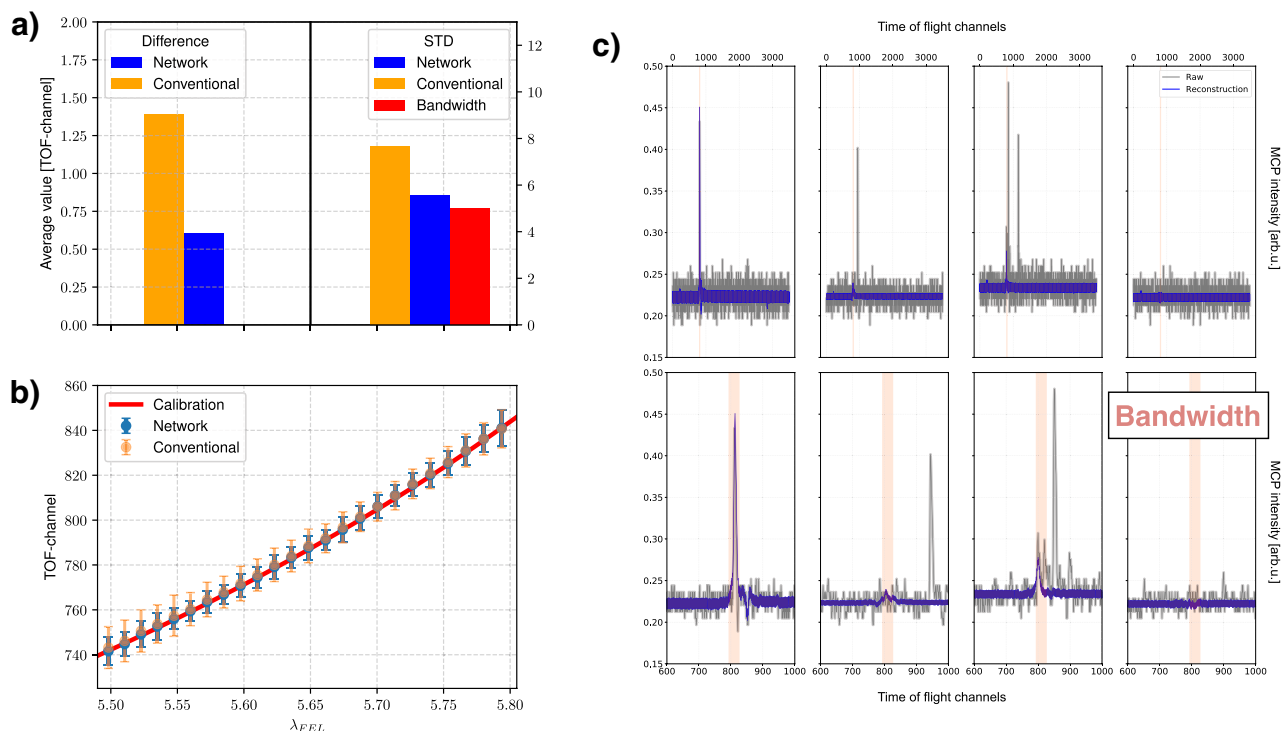 a)
Difference
Network
Conventional
STD
Network
Conventional
Bandwidth
Average value [TOF-channel]
2.00
1.75
1.50
1.25
1.00
0.75
0.50
0.25
0.00
12
10
8
6
4
2
0
b)
Calibration
Network
Conventional
TOF-channel
860
840
820
800
780
760
740
5.50 5.55 5.60 5.65 5.70 5.75 5.80
λFEL
c)
Time of flight channels
0 1000 2000 3000 0 1000 2000 3000 0 1000 2000 3000 0 1000 2000 3000
Raw
Reconstruction
0.50
0.45
0.40
0.35
0.30
0.25
0.20
0.15
MCP intensity [arb.u.]
Bandwidth
0.50
0.45
0.40
0.35
0.30
0.25
0.20
0.15
MCP intensity [arb.u.]
600 700 800 900 1000 600 700 800 900 1000 600 700 800 900 1000 600 700 800 900 1000
Time of flight channels